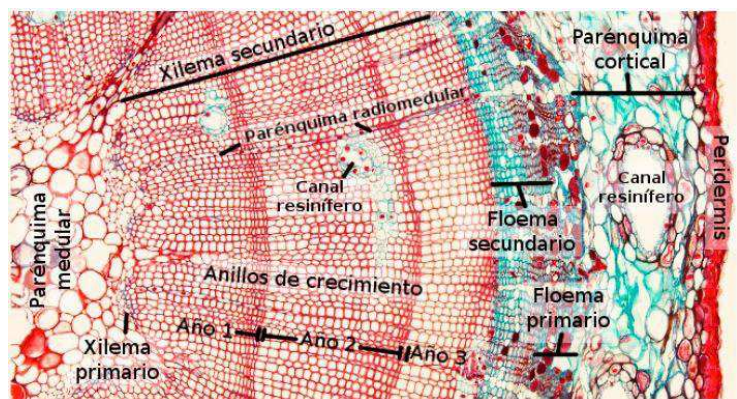 Xilema secundario
Parénquima
cortical
Parénquima radiomedular
Canal
resinífero
Canal
resinífero
Peridermis
Parénquima
medular
Floema
secundario
Anillos de crecimiento
Floema
primario
Año 1
Año 2
Año 3
Xilema
primario